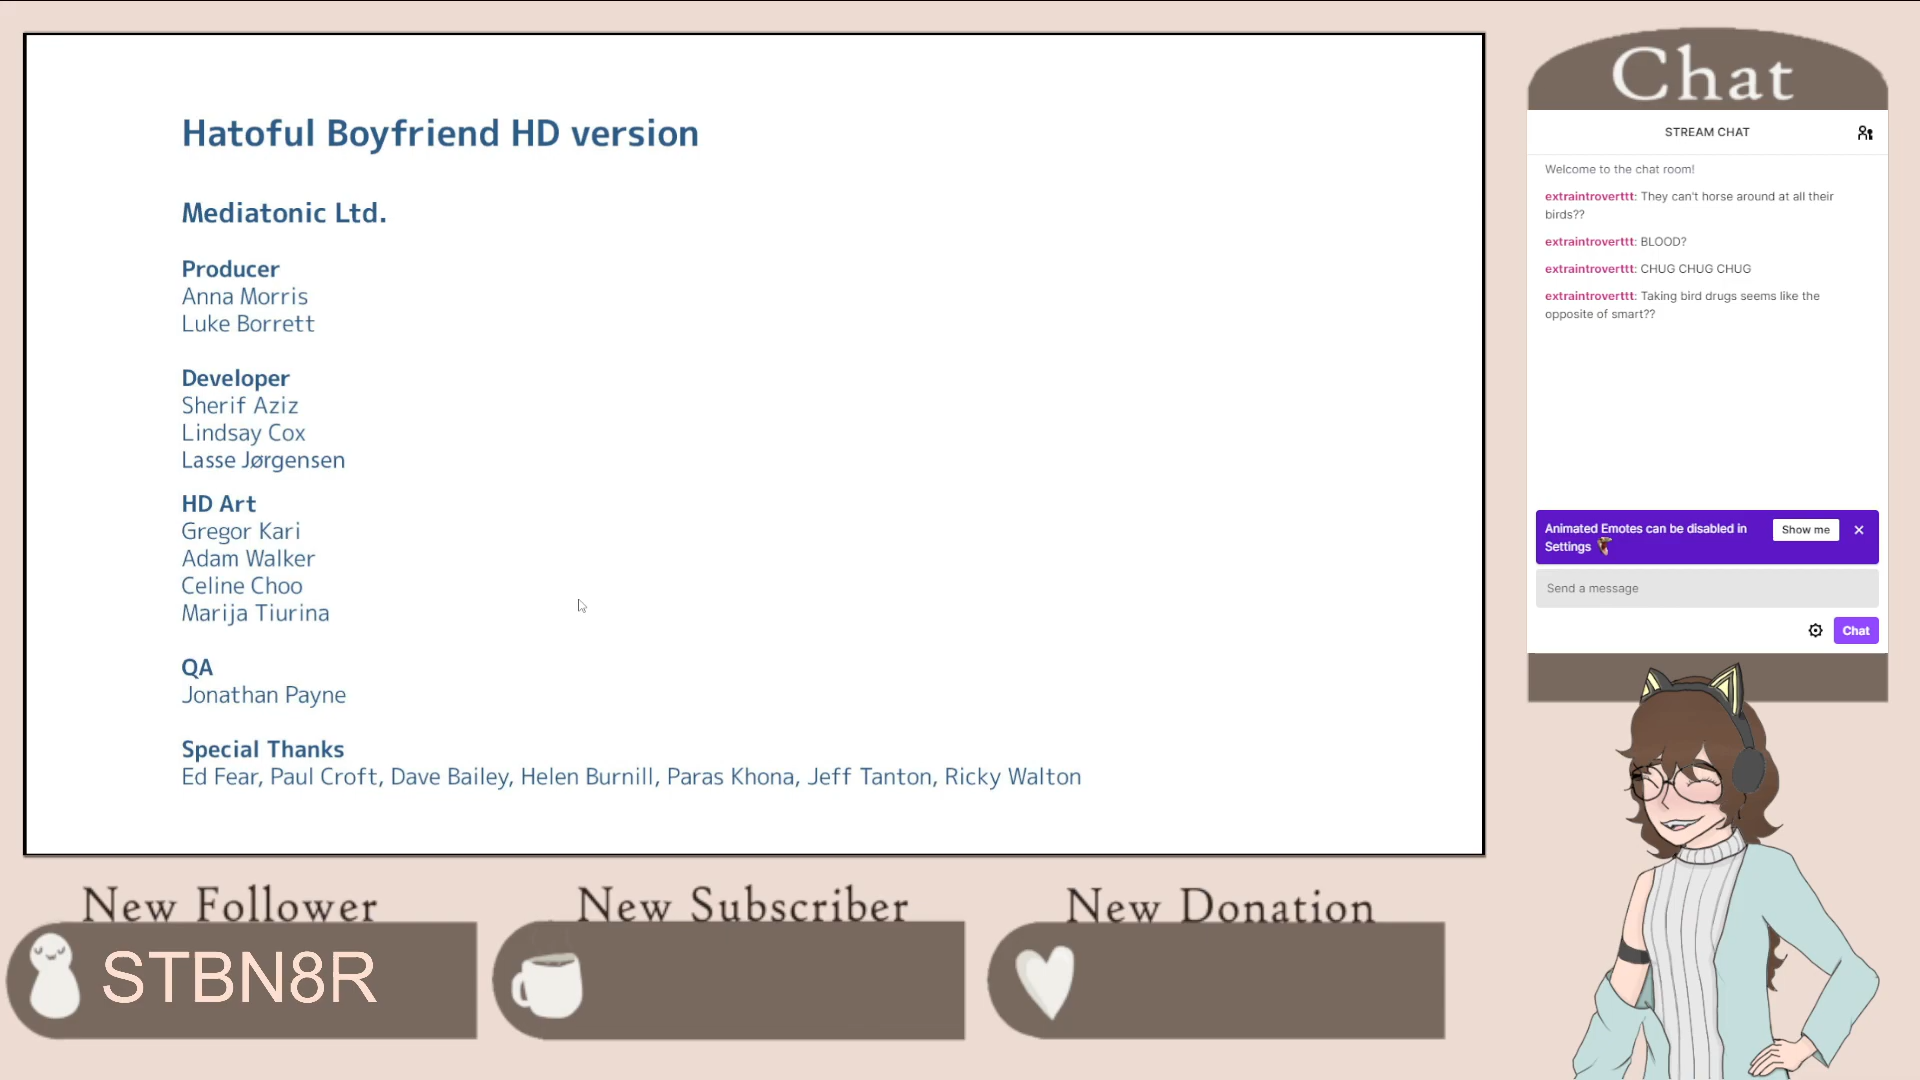 Hatoful Boyfriend HD version
Mediatonic Ltd.
Producer
Anna Morris
Luke Borrett
Developer
Sherif Aziz
Lindsay Cox
Lasse Jørgensen
HD Art
Gregor Kari
Adam Walker
Celine Choo
Marija Tiurina
QA
Jonathan Payne
Special Thanks
Ed Fear, Paul Croft, Dave Bailey, Helen Burnill, Paras Khona, Jeff Tanton, Ricky Walton
Chat
STREAM CHAT
Welcome to the chat room!
extraintroverttt: They can't horse around at all their
birds??
extraintroverttt: BLOOD?
extraintroverttt: CHUG CHUG CHUG
extraintroverttt: Taking bird drugs seems like the
opposite of smart??
Animated Emotes can be disabled in
Settings
Show me
Send a message
Chat
New Follower
STBN8R
New Subscriber
New Donation